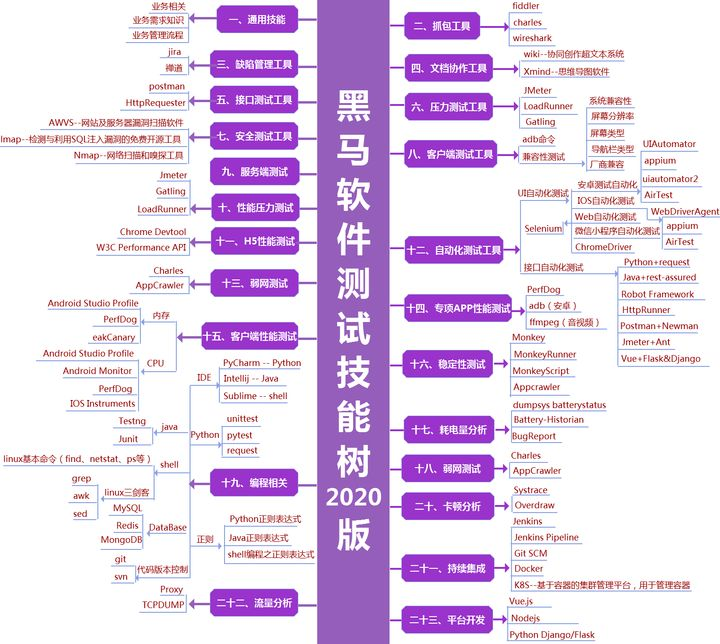 黑马软件测试技能树2020版
一、通用技能
业务相关
业务需求知识
业务管理流程
二、抓包工具
fiddler
charles
wireshark
三、缺陷管理工具
jira
禅道
四、文档协作工具
wiki--协同创作超文本系统
Xmind--思维导图软件
五、接口测试工具
postman
HttpRequester
六、压力测试工具
JMeter
LoadRunner
Gatling
七、安全测试工具
AWVS--网站及服务器漏洞扫描软件
lmap--检测与利用SQL注入漏洞的免费开源工具
Nmap--网络扫描和嗅探工具
八、客户端测试工具
adb命令
兼容性测试
系统兼容性
屏幕分辨率
屏幕类型
导航栏类型
厂商兼容
九、服务端测试
十、性能压力测试
Jmeter
Gatling
LoadRunner
十一、H5性能测试
Chrome Devtool
W3C Performance API
十二、自动化测试工具
UI自动化测试
安卓测试自动化
UIAutomator
appium
uiautomator2
AirTest
IOS自动化测试
WebDriverAgent
appium
AirTest
Selenium
Web自动化测试
微信小程序自动化测试
ChromeDriver
接口自动化测试
Python+request
Java+rest-assured
Robot Framework
HttpRunner
Postman+Newman
Jmeter+Ant
Vue+Flask&Django
十三、弱网测试
Charles
AppCrawler
十四、专项APP性能测试
PerfDog
adb（安卓）
ffmpeg（音视频）
十五、客户端性能测试
内存
Android Studio Profile
PerfDog
eakCanary
CPU
Android Studio Profile
Android Monitor
PerfDog
IOS Instruments
十六、稳定性测试
Monkey
MonkeyRunner
MonkeyScript
Appcrawler
十七、耗电量分析
dumpsys batterystatus
Battery-Historian
BugReport
十八、弱网测试
Charles
AppCrawler
十九、编程相关
IDE
PyCharm -- Python
Intellij -- Java
Sublime -- shell
java
Testng
Junit
Python
unittest
pytest
request
shell
linux基本命令（find、netstat、ps等）
linux三剑客
grep
awk
sed
DataBase
MySQL
Redis
MongoDB
正则
Python正则表达式
Java正则表达式
shell编程之正则表达式
代码版本控制
git
svn
二十、卡顿分析
Systrace
Overdraw
二十一、持续集成
Jenkins
Jenkins Pipeline
Git SCM
Docker
K8S--基于容器的集群管理平台，用于管理容器
二十二、流量分析
Proxy
TCPDUMP
二十三、平台开发
Vue.js
Nodejs
Python Django/Flask